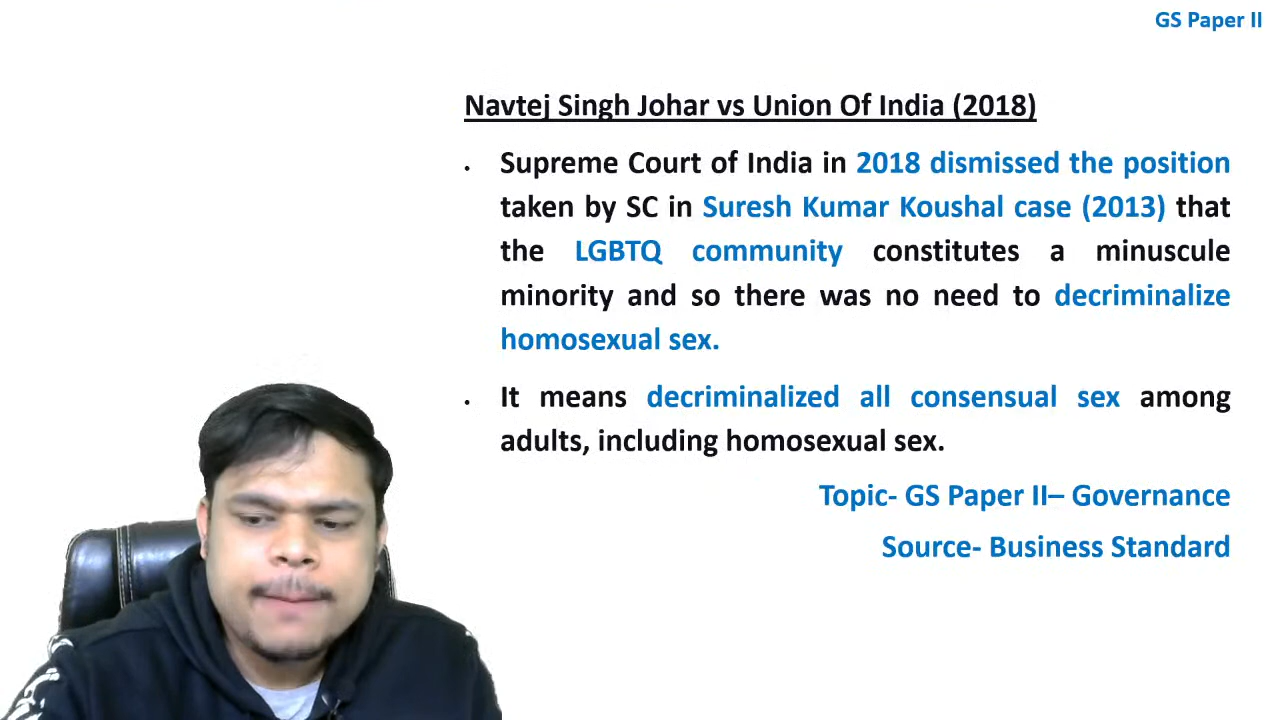 GS Paper II
Navtej Singh Johar vs Union Of India (2018)
• Supreme Court of India in 2018 dismissed the position
taken by SC in Suresh Kumar Koushal case (2013) that
the LGBTQ community constitutes a minuscule
minority and so there was no need to decriminalize
homosexual sex.
• It means decriminalized all consensual sex among
adults, including homosexual sex.
Topic- GS Paper II– Governance
Source- Business Standard